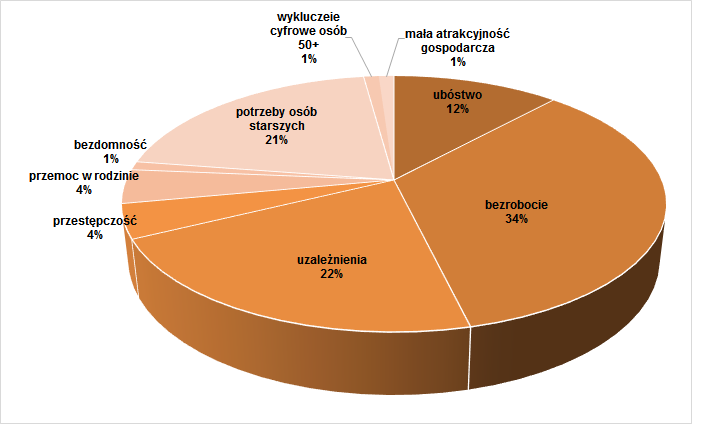 wykluczeie
cyfrowe osób
50+
1%
mała atrakcyjność
gospodarcza
1%
ubóstwo
12%
potrzeby osób
starszych
21%
bezdomność
1%
przemoc w rodzinie
4%
przestępczość
4%
bezrobocie
34%
uzależnienia
22%